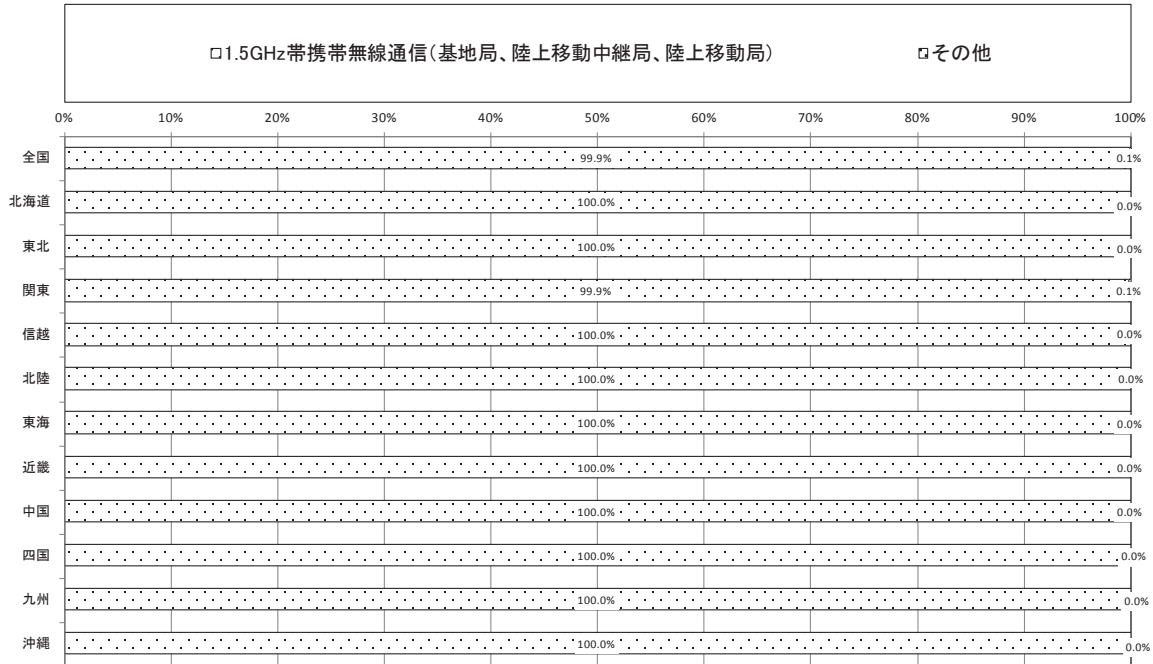 1.5GHz帯携帯無線通信(基地局、陸上移動中継局、陸上移動局) その他
0% 10% 20% 30% 40% 50% 60% 70% 80% 90% 100%
全国 99.9% 0.1%
北海道 100.0% 0.0%
東北 100.0% 0.0%
関東 99.9% 0.1%
信越 100.0% 0.0%
北陸 100.0% 0.0%
東海 100.0% 0.0%
近畿 100.0% 0.0%
中国 100.0% 0.0%
四国 100.0% 0.0%
九州 100.0% 0.0%
沖縄 100.0% 0.0%